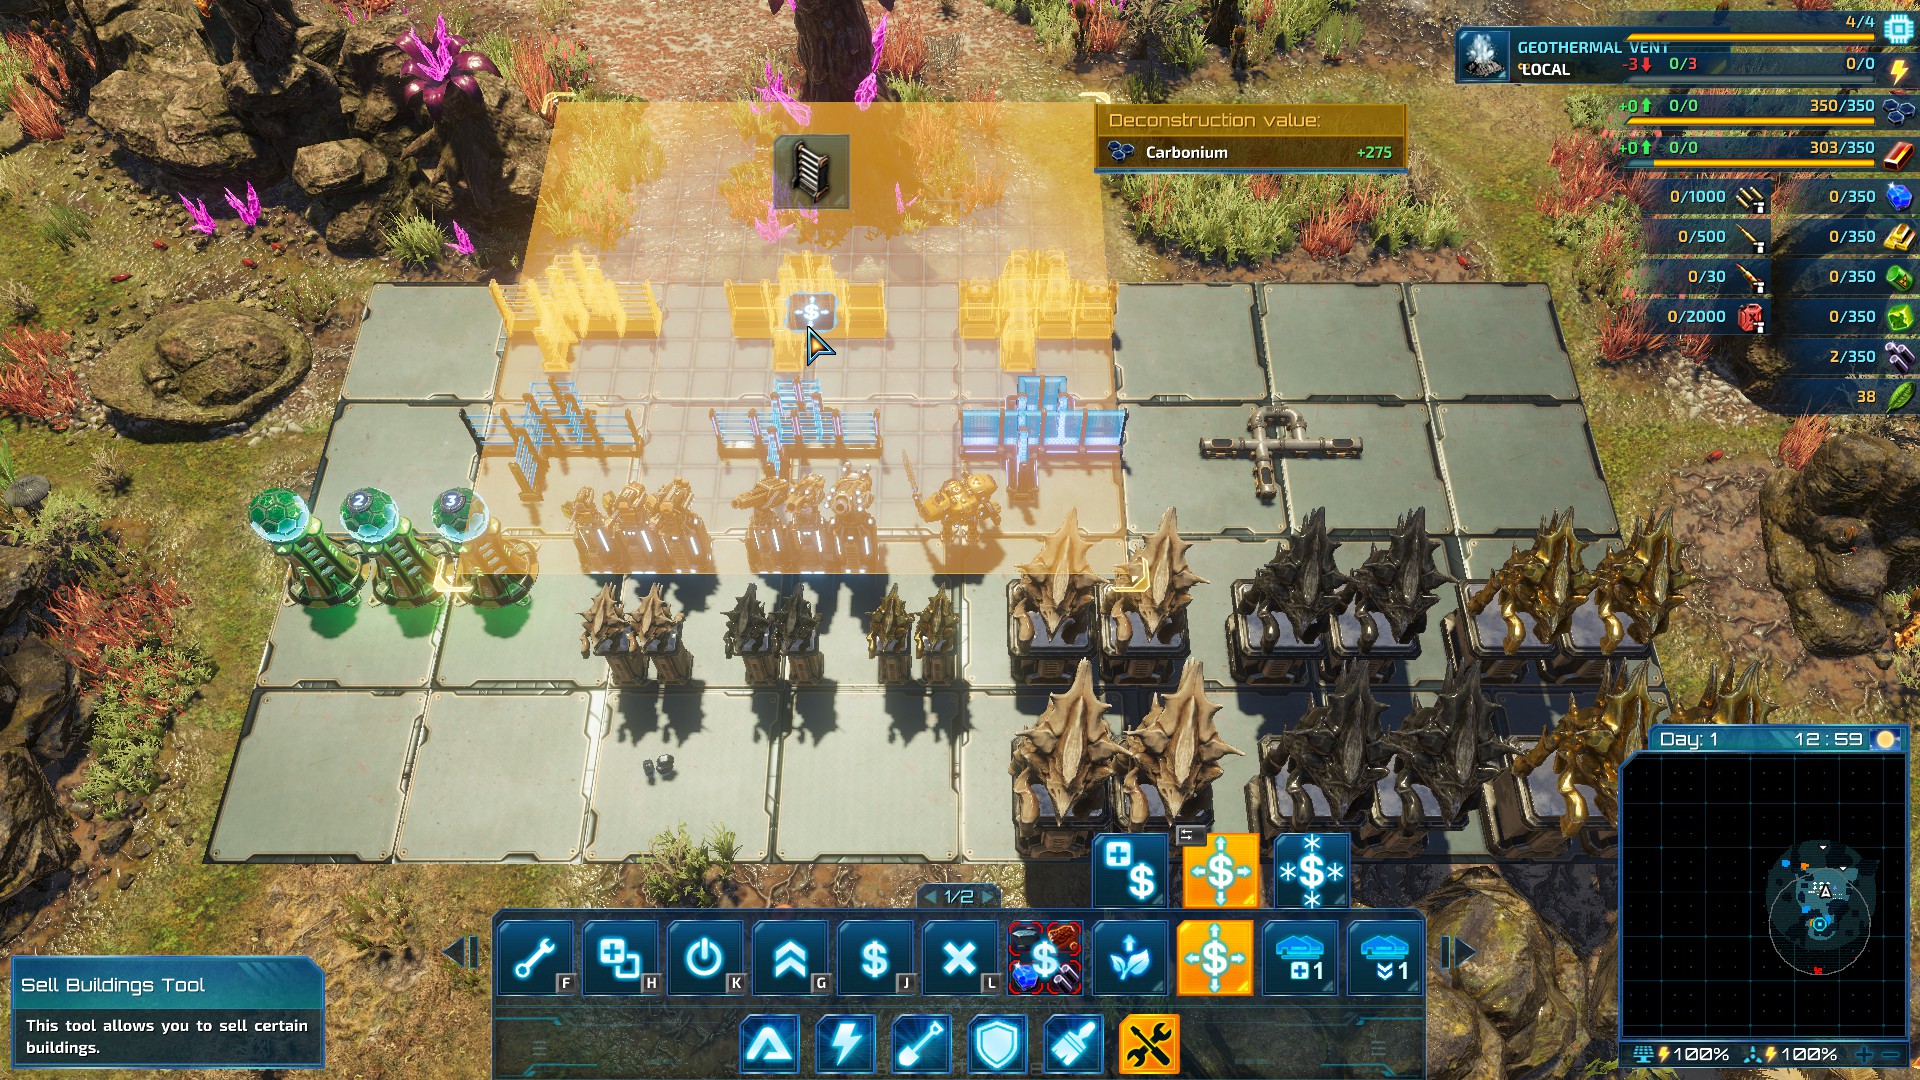 4/4
GEOTHERMAL VENT
LOCAL
-3 0/3
0/0
+0 0/0
350/350
+0 0/0
303/350
0/1000
0/350
0/500
0/350
0/30
0/350
0/2000
0/350
2/350
38
Deconstruction value:
Carbonium +275
2
3
Day: 1 12:59
1/2
F
H
K
G
J
L
1
1
Sell Buildings Tool
This tool allows you to sell certain
buildings.
100% 100%